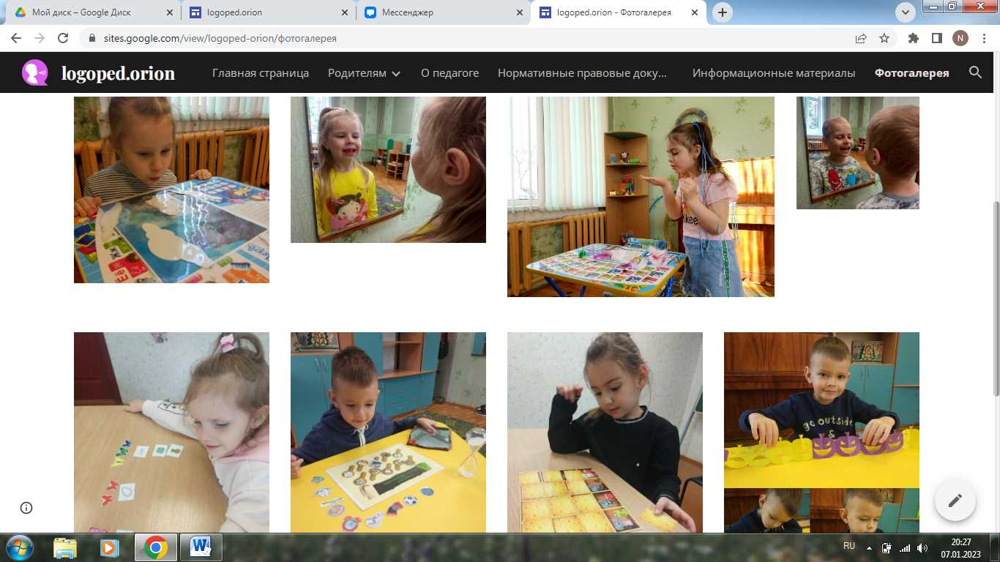 Мой диск – Google Диск
logoped.orion
Мессенджер
logoped.orion - Фотогалерея
sites.google.com/view/logoped-orion/фотогалерея
N
logoped.orion
Главная страница
Родителям
О педагоге
Нормативные правовые доку...
Информационные материалы
Фотогалерея
go outside
&
RU
20:27
07.01.2023